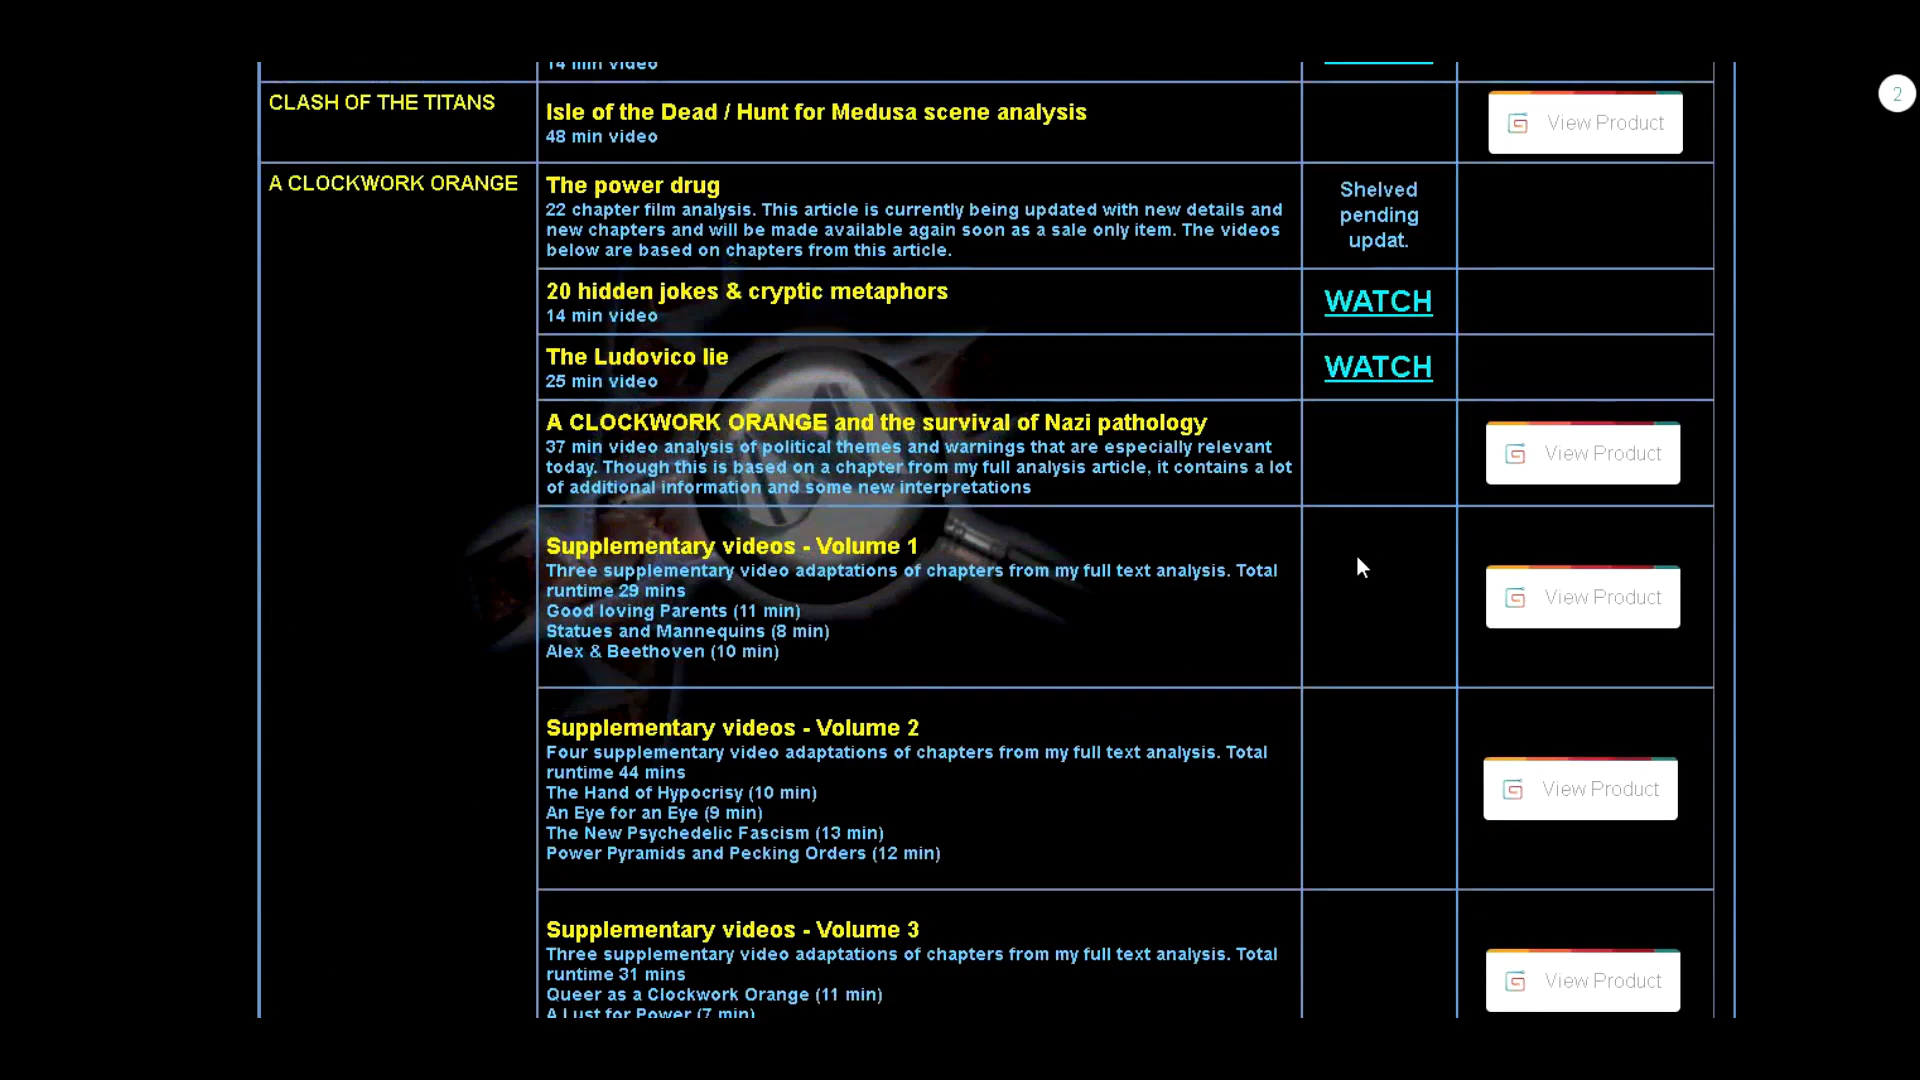 14 min video
CLASH OF THE TITANS
Isle of the Dead / Hunt for Medusa scene analysis
48 min video
View Product
2
A CLOCKWORK ORANGE
The power drug
22 chapter film analysis. This article is currently being updated with new details and
new chapters and will be made available again soon as a sale only item. The videos
below are based on chapters from this article.
Shelved
pending
updat.
20 hidden jokes & cryptic metaphors
14 min video
WATCH
The Ludovico lie
25 min video
WATCH
A CLOCKWORK ORANGE and the survival of Nazi pathology
37 min video analysis of political themes and warnings that are especially relevant
today. Though this is based on a chapter from my full analysis article, it contains a lot
of additional information and some new interpretations
View Product
Supplementary videos - Volume 1
Three supplementary video adaptations of chapters from my full text analysis. Total
runtime 29 mins
Good loving Parents (11 min)
Statues and Mannequins (8 min)
Alex & Beethoven (10 min)
View Product
Supplementary videos - Volume 2
Four supplementary video adaptations of chapters from my full text analysis. Total
runtime 44 mins
The Hand of Hypocrisy (10 min)
An Eye for an Eye (9 min)
The New Psychedelic Fascism (13 min)
Power Pyramids and Pecking Orders (12 min)
View Product
Supplementary videos - Volume 3
Three supplementary video adaptations of chapters from my full text analysis. Total
runtime 31 mins
Queer as a Clockwork Orange (11 min)
A Lust for Power (7 min)
View Product